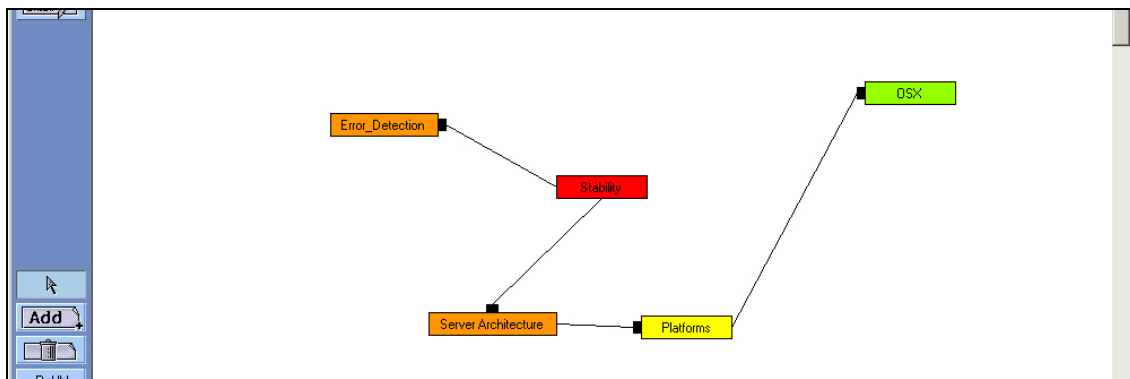 OSX
Error_Detection
Stability
Server Architecture
Platforms
Add